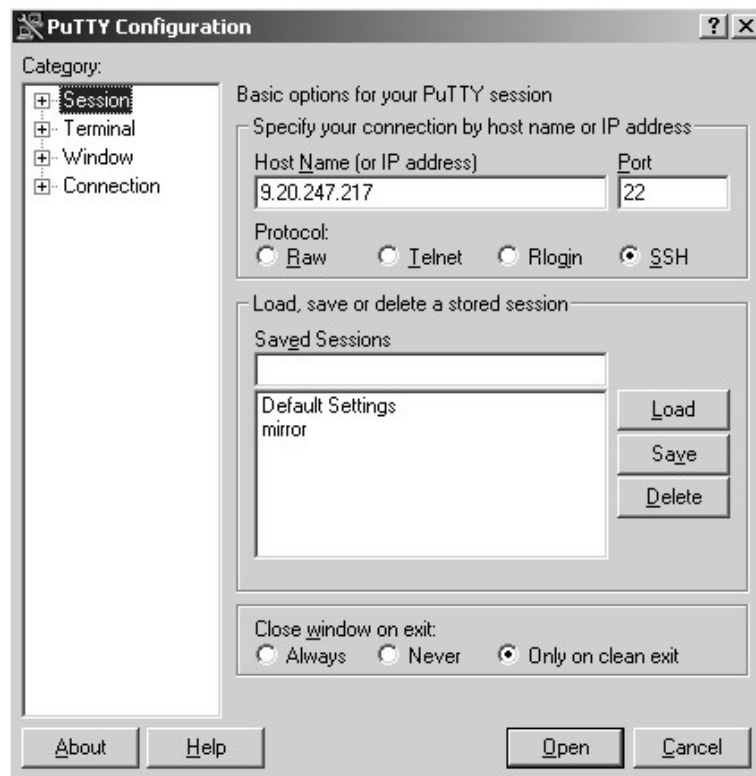 PuTTY Configuration
Category:
Session
Terminal
Window
Connection
Basic options for your PuTTY session
Specify your connection by host name or IP address
Host Name (or IP address) Port
9.20.247.217 22
Protocol:
Raw Telnet Rlogin SSH
Load, save or delete a stored session
Saved Sessions
Default Settings
mirror
Load
Save
Delete
Close window on exit:
Always Never Only on clean exit
About Help Open Cancel